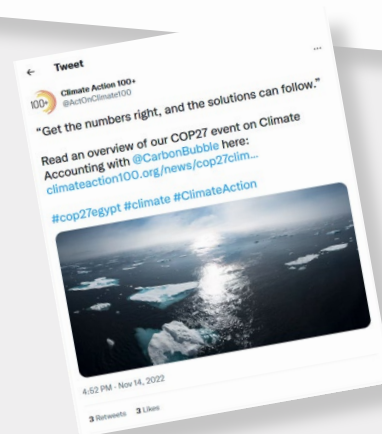 ← Tweet
...
100+
Climate Action 100+
@ActOnClimate100
“Get the numbers right, and the solutions can follow.”
Read an overview of our COP27 event on Climate
Accounting with @CarbonBubble here:
climateaction100.org/news/cop27clim...
#cop27egypt #climate #ClimateAction
4:52 PM · Nov 14, 2022
3 Retweets 3 Likes